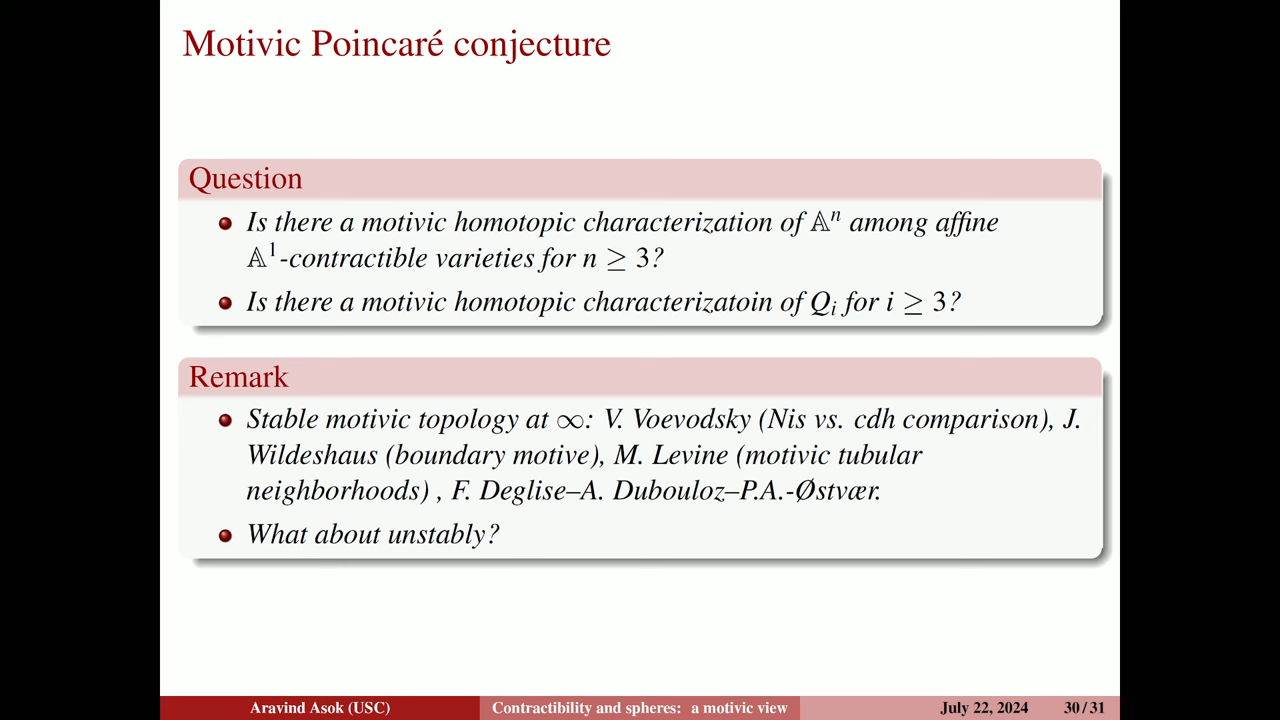 Motivic Poincaré conjecture
Question
Is there a motivic homotopic characterization of 𝔸ⁿ among affine
𝔸¹-contractible varieties for n ≥ 3?
Is there a motivic homotopic characterizatoin of Qᵢ for i ≥ 3?
Remark
Stable motivic topology at ∞: V. Voevodsky (Nis vs. cdh comparison), J.
Wildeshaus (boundary motive), M. Levine (motivic tubular
neighborhoods) , F. Deglise–A. Dubouloz–P.A.-Østvær.
What about unstably?
Aravind Asok (USC) Contractibility and spheres: a motivic view July 22, 2024 30 / 31